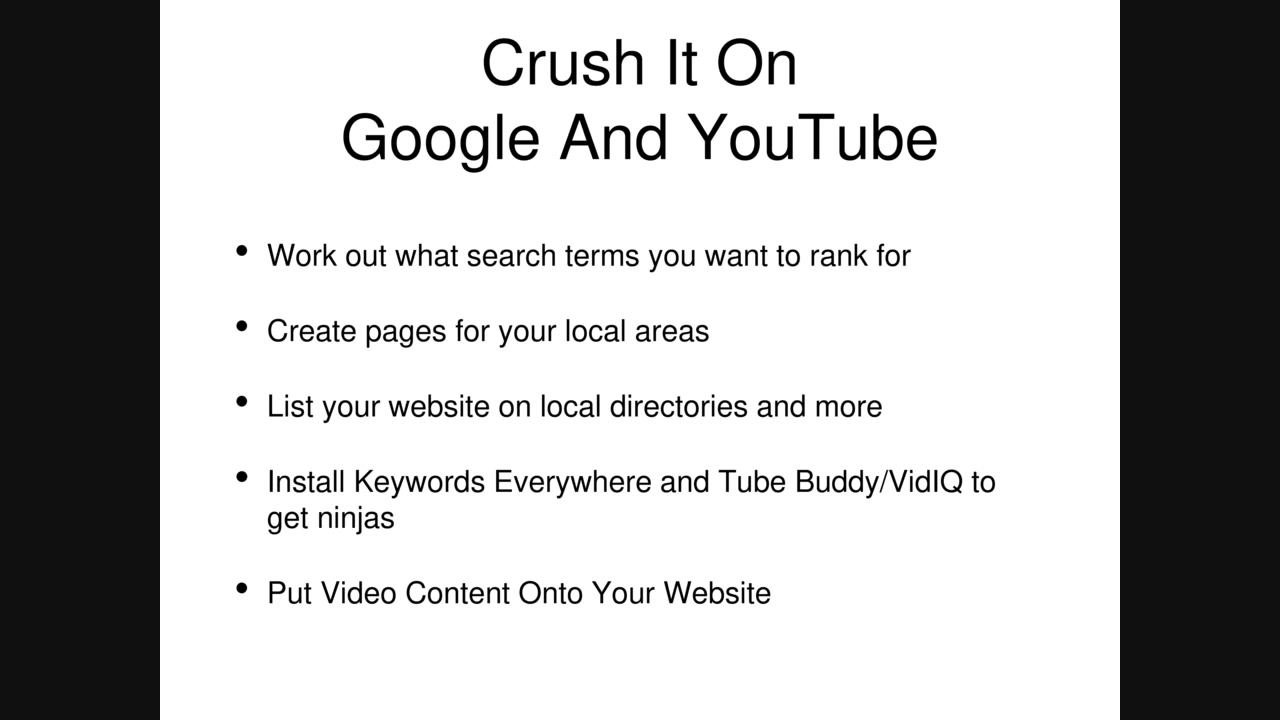 Crush It On
Google And YouTube
• Work out what search terms you want to rank for
• Create pages for your local areas
• List your website on local directories and more
• Install Keywords Everywhere and Tube Buddy/VidIQ to
get ninjas
• Put Video Content Onto Your Website